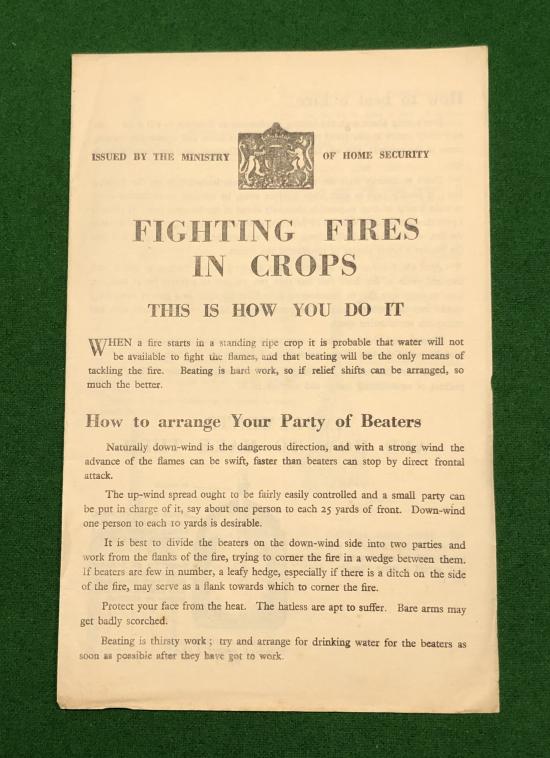 ISSUED BY THE MINISTRY OF HOME SECURITY
FIGHTING FIRES
IN CROPS
THIS IS HOW YOU DO IT
WHEN a fire starts in a standing ripe crop it is probable that water will not
be available to fight the flames, and that beating will be the only means of
tackling the fire. Beating is hard work, so if relief shifts can be arranged, so
much the better.
How to arrange Your Party of Beaters
Naturally down-wind is the dangerous direction, and with a strong wind the
advance of the flames can be swift, faster than beaters can stop by direct frontal
attack.
The up-wind spread ought to be fairly easily controlled and a small party can
be put in charge of it, say about one person to each 25 yards of front. Down-wind
one person to each 10 yards is desirable.
It is best to divide the beaters on the down-wind side into two parties and
work from the flanks of the fire, trying to corner the fire in a wedge between them.
If beaters are few in number, a leafy hedge, especially if there is a ditch on the side
of the fire, may serve as a flank towards which to corner the fire.
Protect your face from the heat. The hatless are apt to suffer. Bare arms may
get badly scorched.
Beating is thirsty work; try and arrange for drinking water for the beaters as
soon as possible after they have got to work.